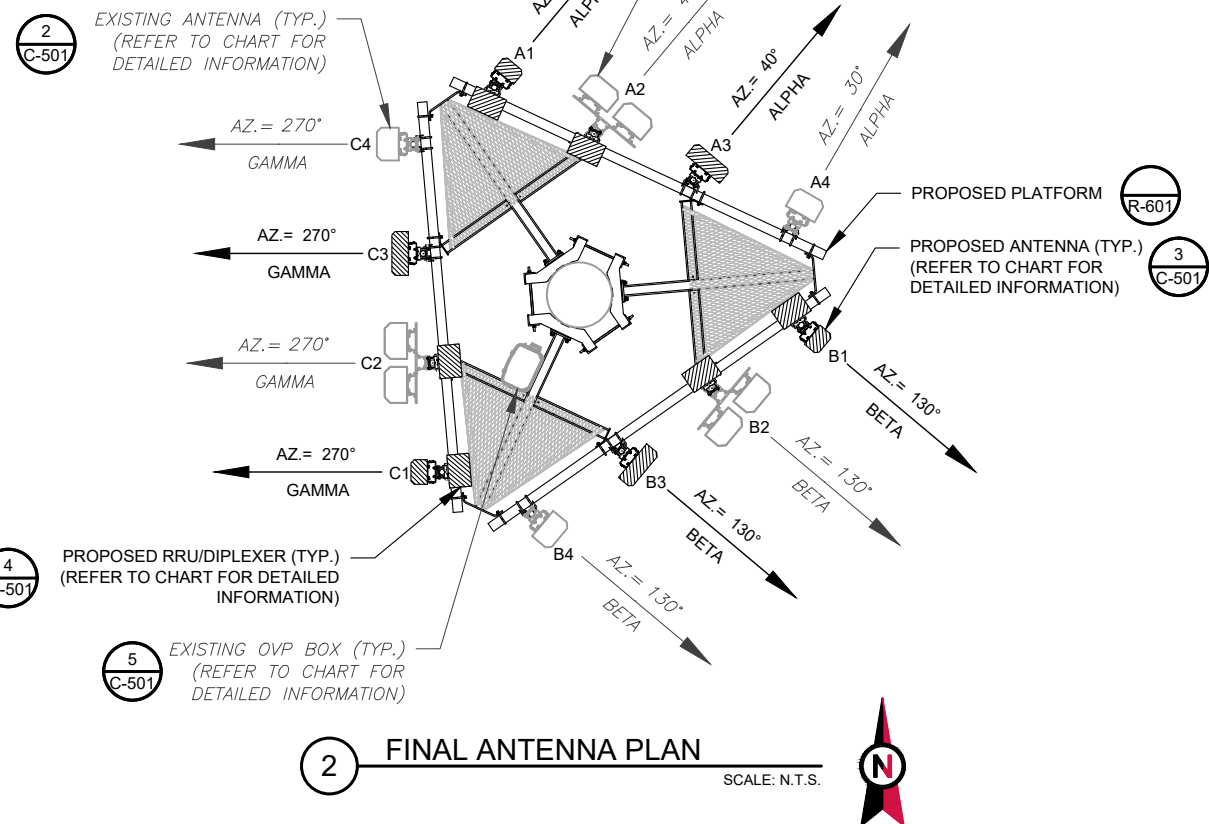 2
C-501
EXISTING ANTENNA (TYP.)
(REFER TO CHART FOR
DETAILED INFORMATION)
ALPHA
ALPHA
AZ.= 40°
ALPHA
AZ.= 30°
ALPHA
A1
A2
A3
A4
AZ.= 270°
GAMMA
C4
AZ.= 270°
GAMMA
C3
AZ.= 270°
GAMMA
C2
AZ.= 270°
GAMMA
C1
PROPOSED PLATFORM
R-601
PROPOSED ANTENNA (TYP.)
(REFER TO CHART FOR
DETAILED INFORMATION)
3
C-501
B1
AZ.= 130°
BETA
B2
AZ.= 130°
BETA
B3
AZ.= 130°
BETA
B4
AZ.= 130°
BETA
4
-501
PROPOSED RRU/DIPLEXER (TYP.)
(REFER TO CHART FOR DETAILED
INFORMATION)
5
C-501
EXISTING OVP BOX (TYP.)
(REFER TO CHART FOR
DETAILED INFORMATION)
2
FINAL ANTENNA PLAN
SCALE: N.T.S.
N